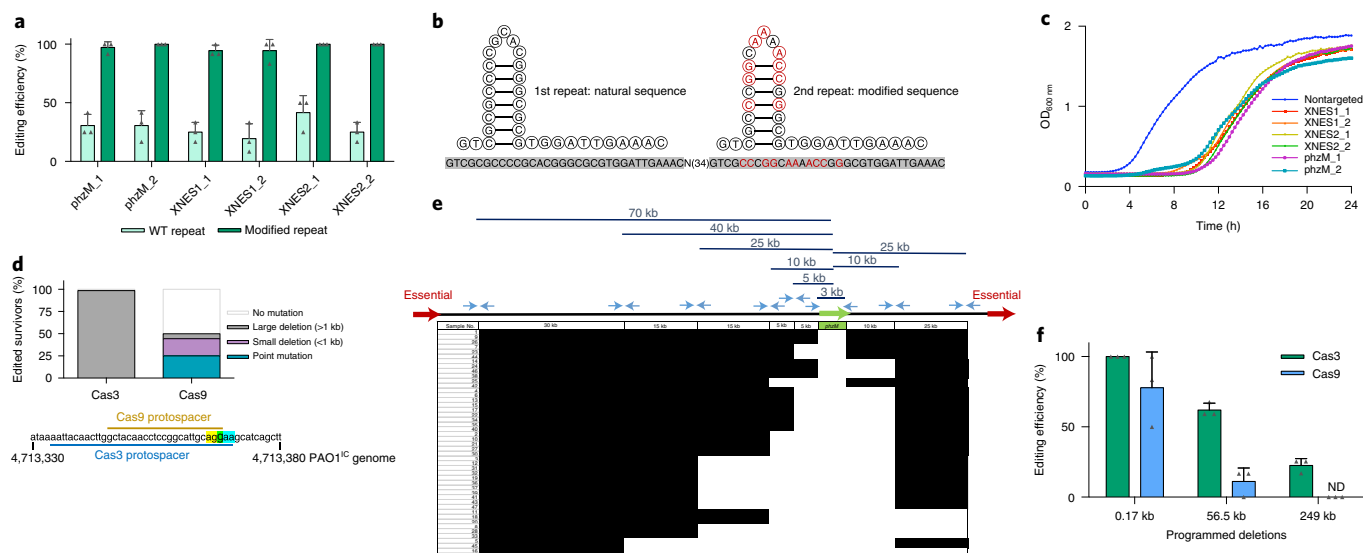 a
Editing efficiency (%)
100
50
0
phzM_1
phzM_2
XNES1_1
XNES1_2
XNES2_1
XNES2_2
WT repeat
Modified repeat
b
1st repeat: natural sequence
2nd repeat: modified sequence
GTCGCGCCCCGCACGGGCGCGTGGATTGAAACN(34)GTCGCCCGGCAAAACCGGGCGTGGATTGAAAC
c
OD600 nm
2
1
0
0 4 8 12 16 20 24
Time (h)
Nontargeted
XNES1_1
XNES1_2
XNES2_1
XNES2_2
phzM_1
phzM_2
d
Edited survivors (%)
100
75
50
25
0
Cas3
Cas9
No mutation
Large deletion (>1 kb)
Small deletion (<1 kb)
Point mutation
Cas9 protospacer
ataaaattacaacttggctacaacctccggcattgcagGaagcatcagctt
Cas3 protospacer
4,713,330
4,713,380 PAO1IC genome
e
70 kb
40 kb
25 kb 25 kb
10 kb 10 kb
5 kb
3 kb
Essential
Essential
Sample No. 30 kb 15 kb 15 kb 5 kb 5 kb phzM 10 kb 25 kb
f
Editing efficiency (%)
100
50
0
Cas3
Cas9
ND
0.17 kb
56.5 kb
249 kb
Programmed deletions